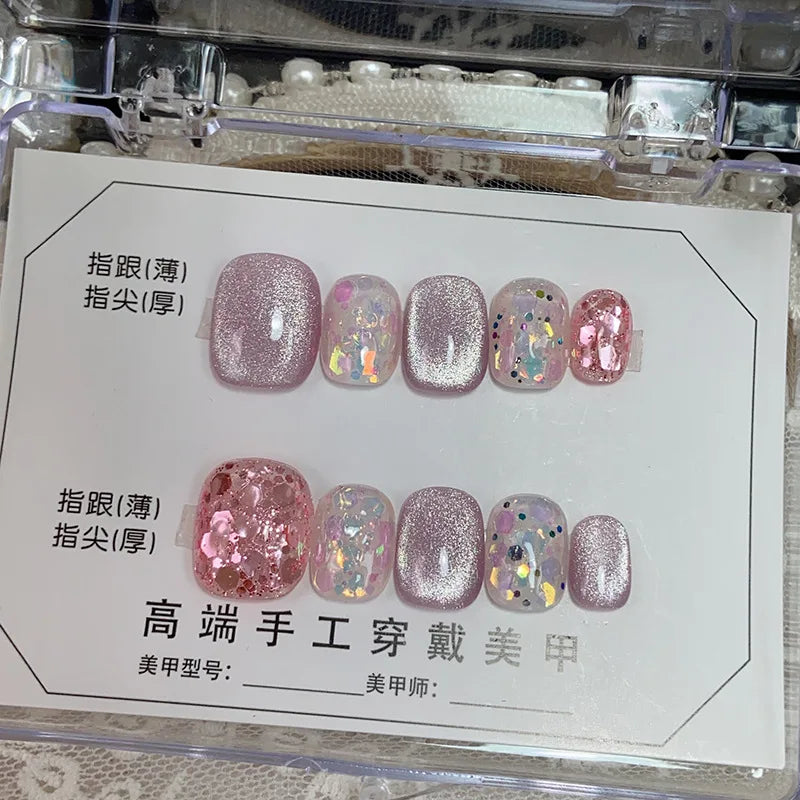 指跟(薄)
指尖(厚)
指跟(薄)
指尖(厚)
高端手工穿戴美甲
美甲型号：
美甲师：